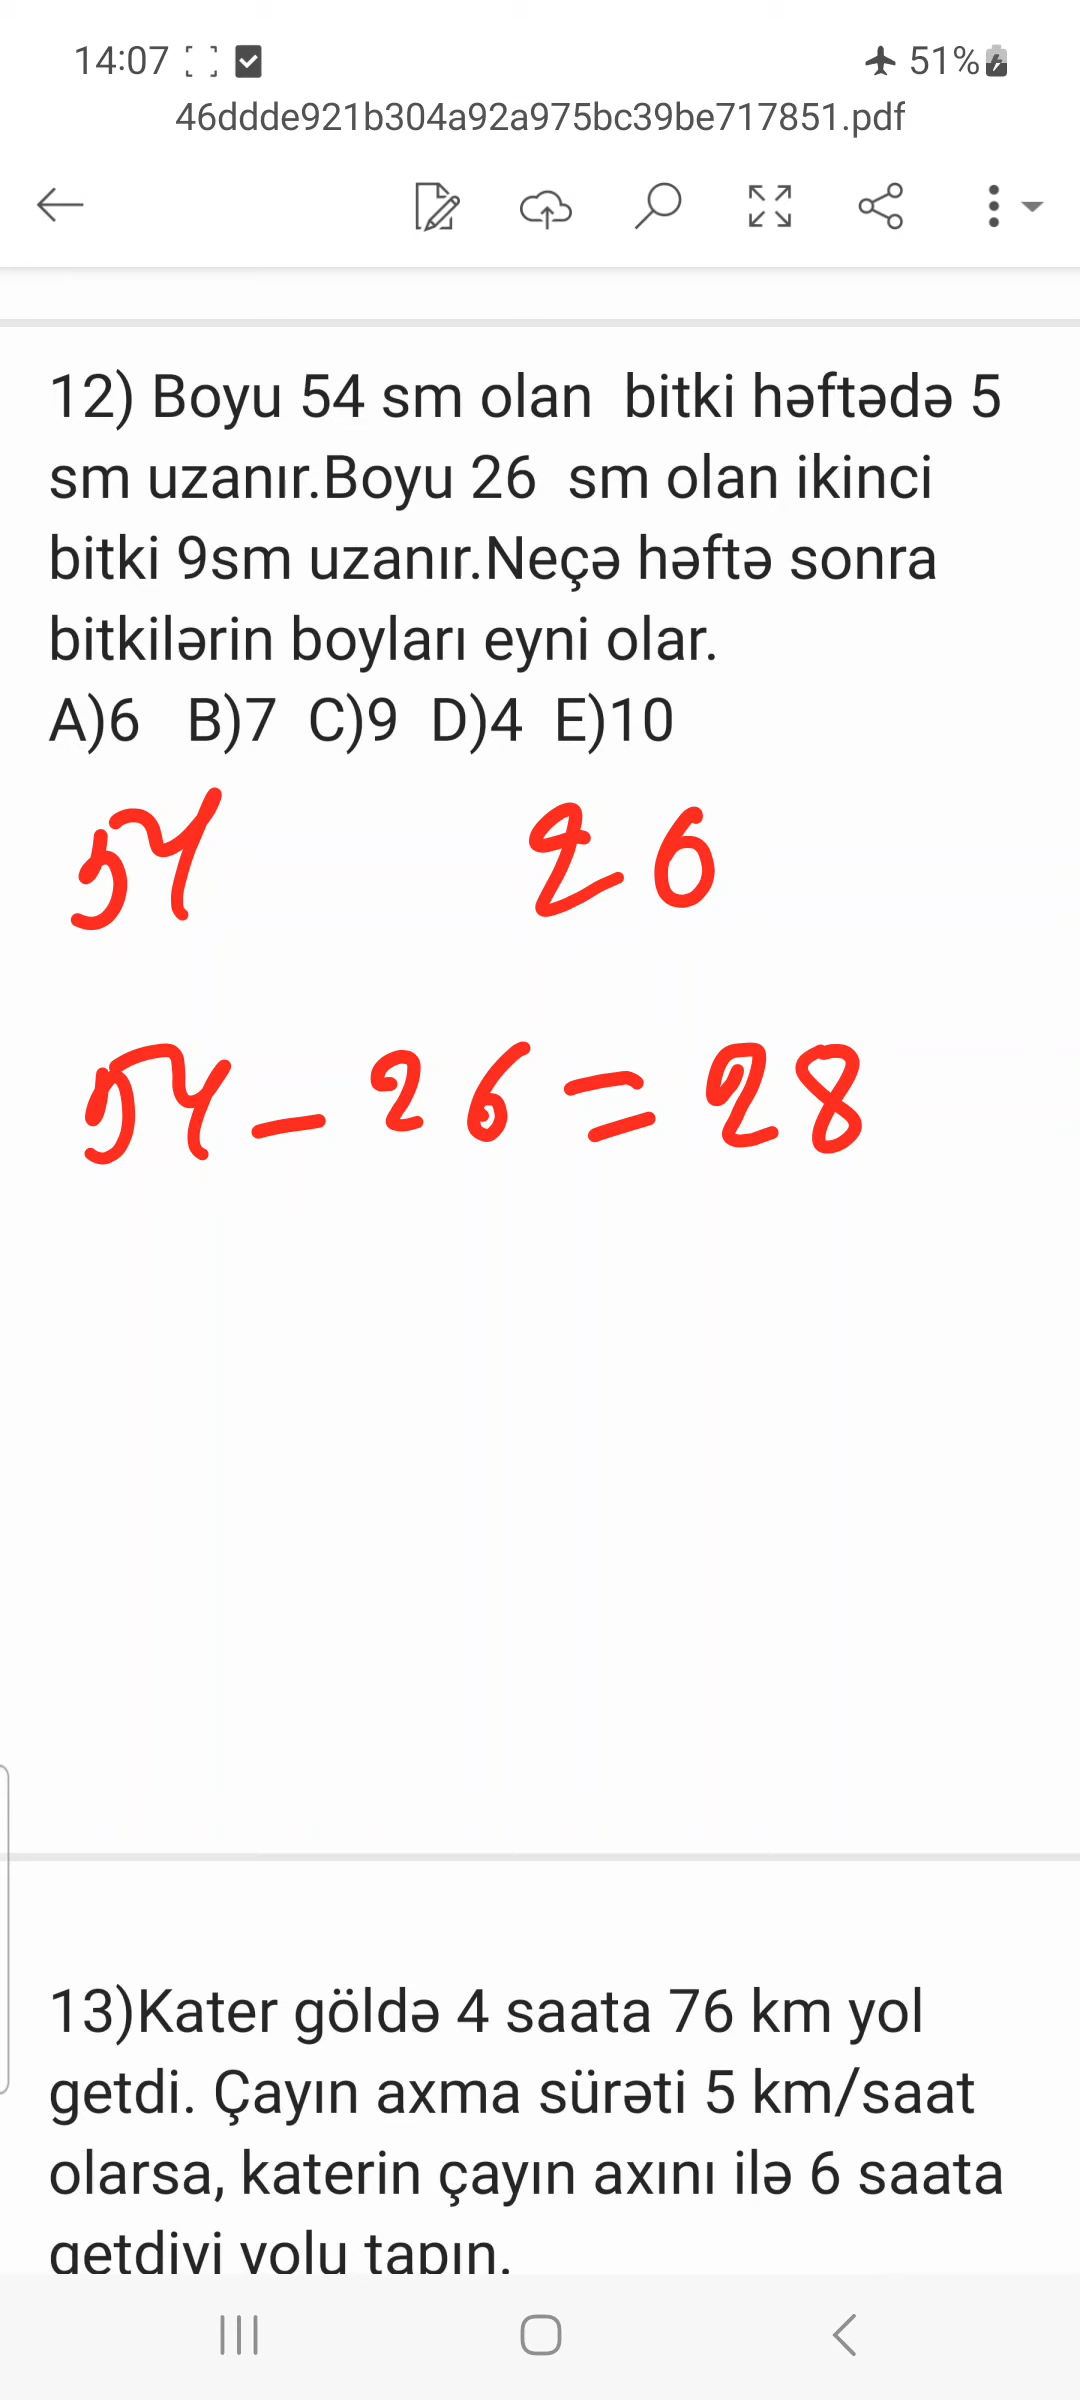 14:07 51%
46ddde921b304a92a975bc39be717851.pdf
12) Boyu 54 sm olan bitki həftədə 5
sm uzanır.Boyu 26 sm olan ikinci
bitki 9sm uzanır.Neçə həftə sonra
bitkilərin boyları eyni olar.
A)6 B)7 C)9 D)4 E)10
54 26
54-26=28
13)Kater göldə 4 saata 76 km yol
getdi. Çayın axma sürəti 5 km/saat
olarsa, katerin çayın axını ilə 6 saata
getdiyi yolu tapın.